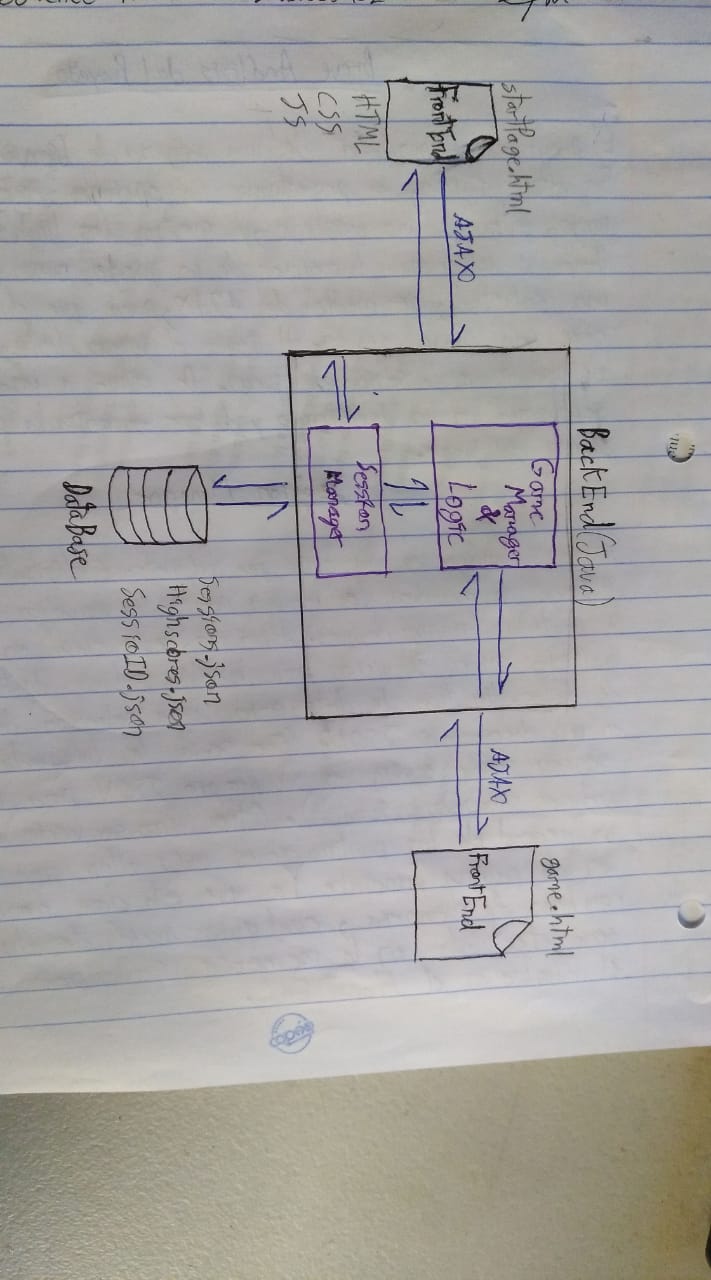 startPage.html
FrontEnd
HTML
CSS
JS
AJAX
BackEnd (Java)
Game
Manager
&
Logic
Session
Manager
AJAX
game.html
FrontEnd
DataBase
Sessions.json
Highscores.json
SessioID.json